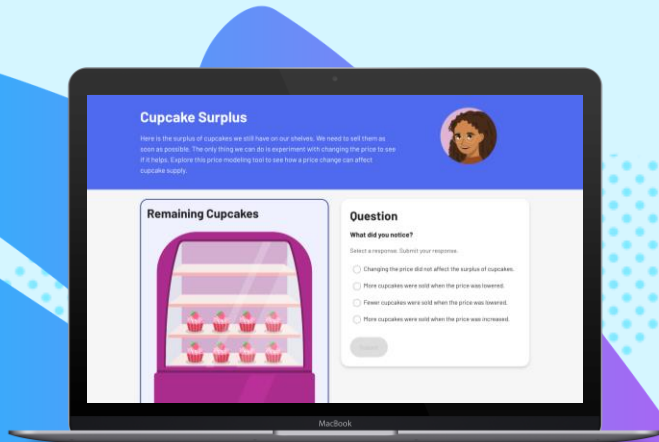 Cupcake Surplus
Here is the surplus of cupcakes we still have on our shelves. We need to sell them as
soon as possible. The only thing we can do is experiment with changing the price to see
if it helps. Explore this price modeling tool to see how a price change can affect
cupcake supply.
Remaining Cupcakes
Question
What did you notice?
Select a response. Submit your response.
Changing the price did not affect the surplus of cupcakes.
More cupcakes were sold when the price was lowered.
Fewer cupcakes were sold when the price was lowered.
More cupcakes were sold when the price was increased.
Submit
MacBook